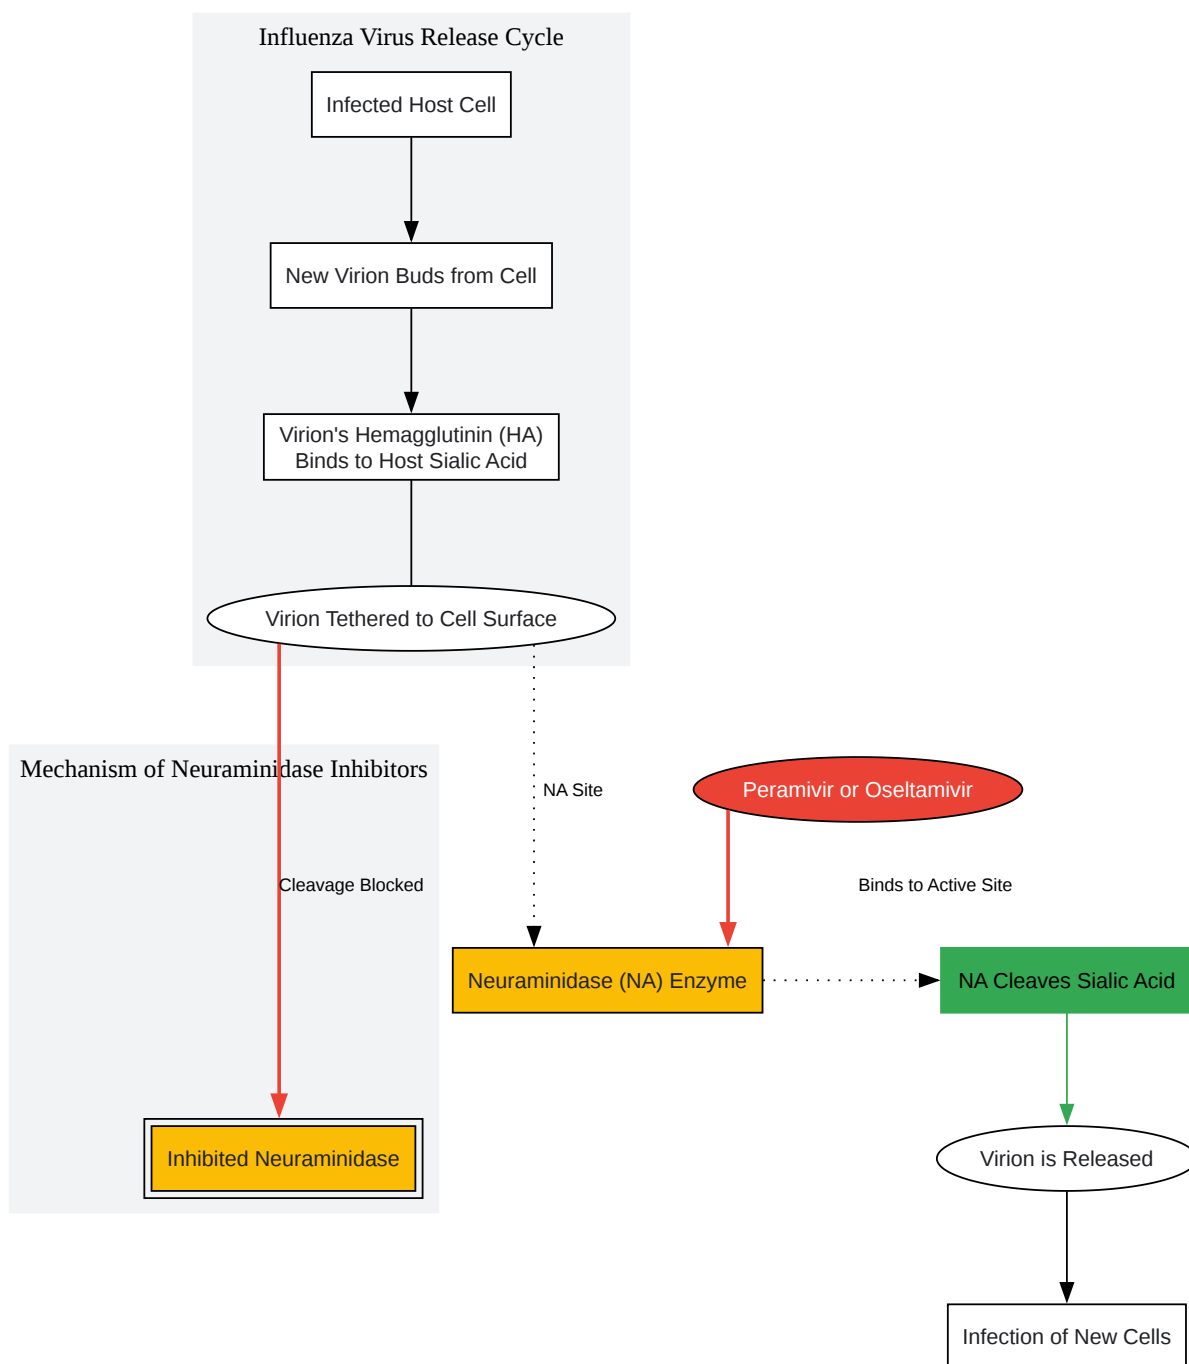 Influenza Virus Release Cycle
Infected Host Cell
New Virion Buds from Cell
Virion's Hemagglutinin (HA)
Binds to Host Sialic Acid
Virion Tethered to Cell Surface
Mechanism of Neuraminidase Inhibitors
NA Site
Peramivir or Oseltamivir
Cleavage Blocked
Binds to Active Site
Neuraminidase (NA) Enzyme
NA Cleaves Sialic Acid
Inhibited Neuraminidase
Virion is Released
Infection of New Cells